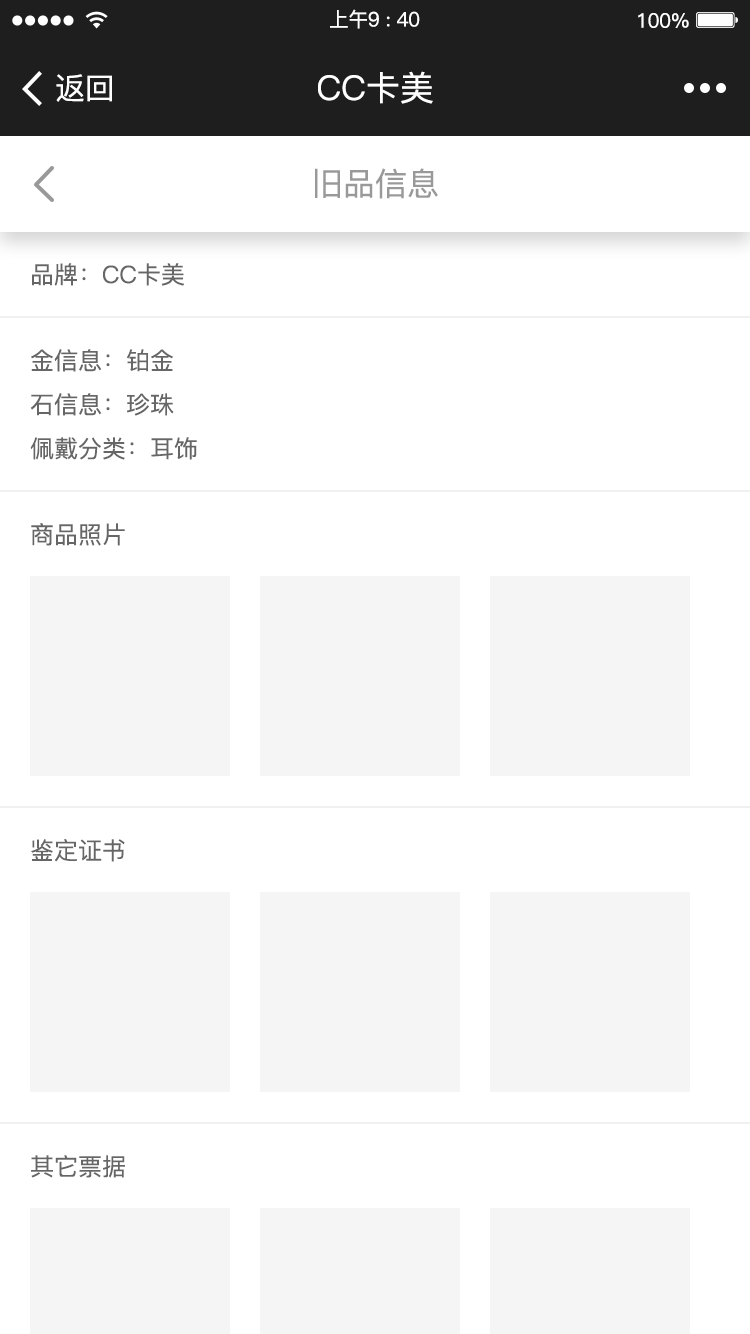 上午9 : 40
100%
返回
CC卡美
旧品信息
品牌：CC卡美
金信息：铂金
石信息：珍珠
佩戴分类：耳饰
商品照片
鉴定证书
其它票据